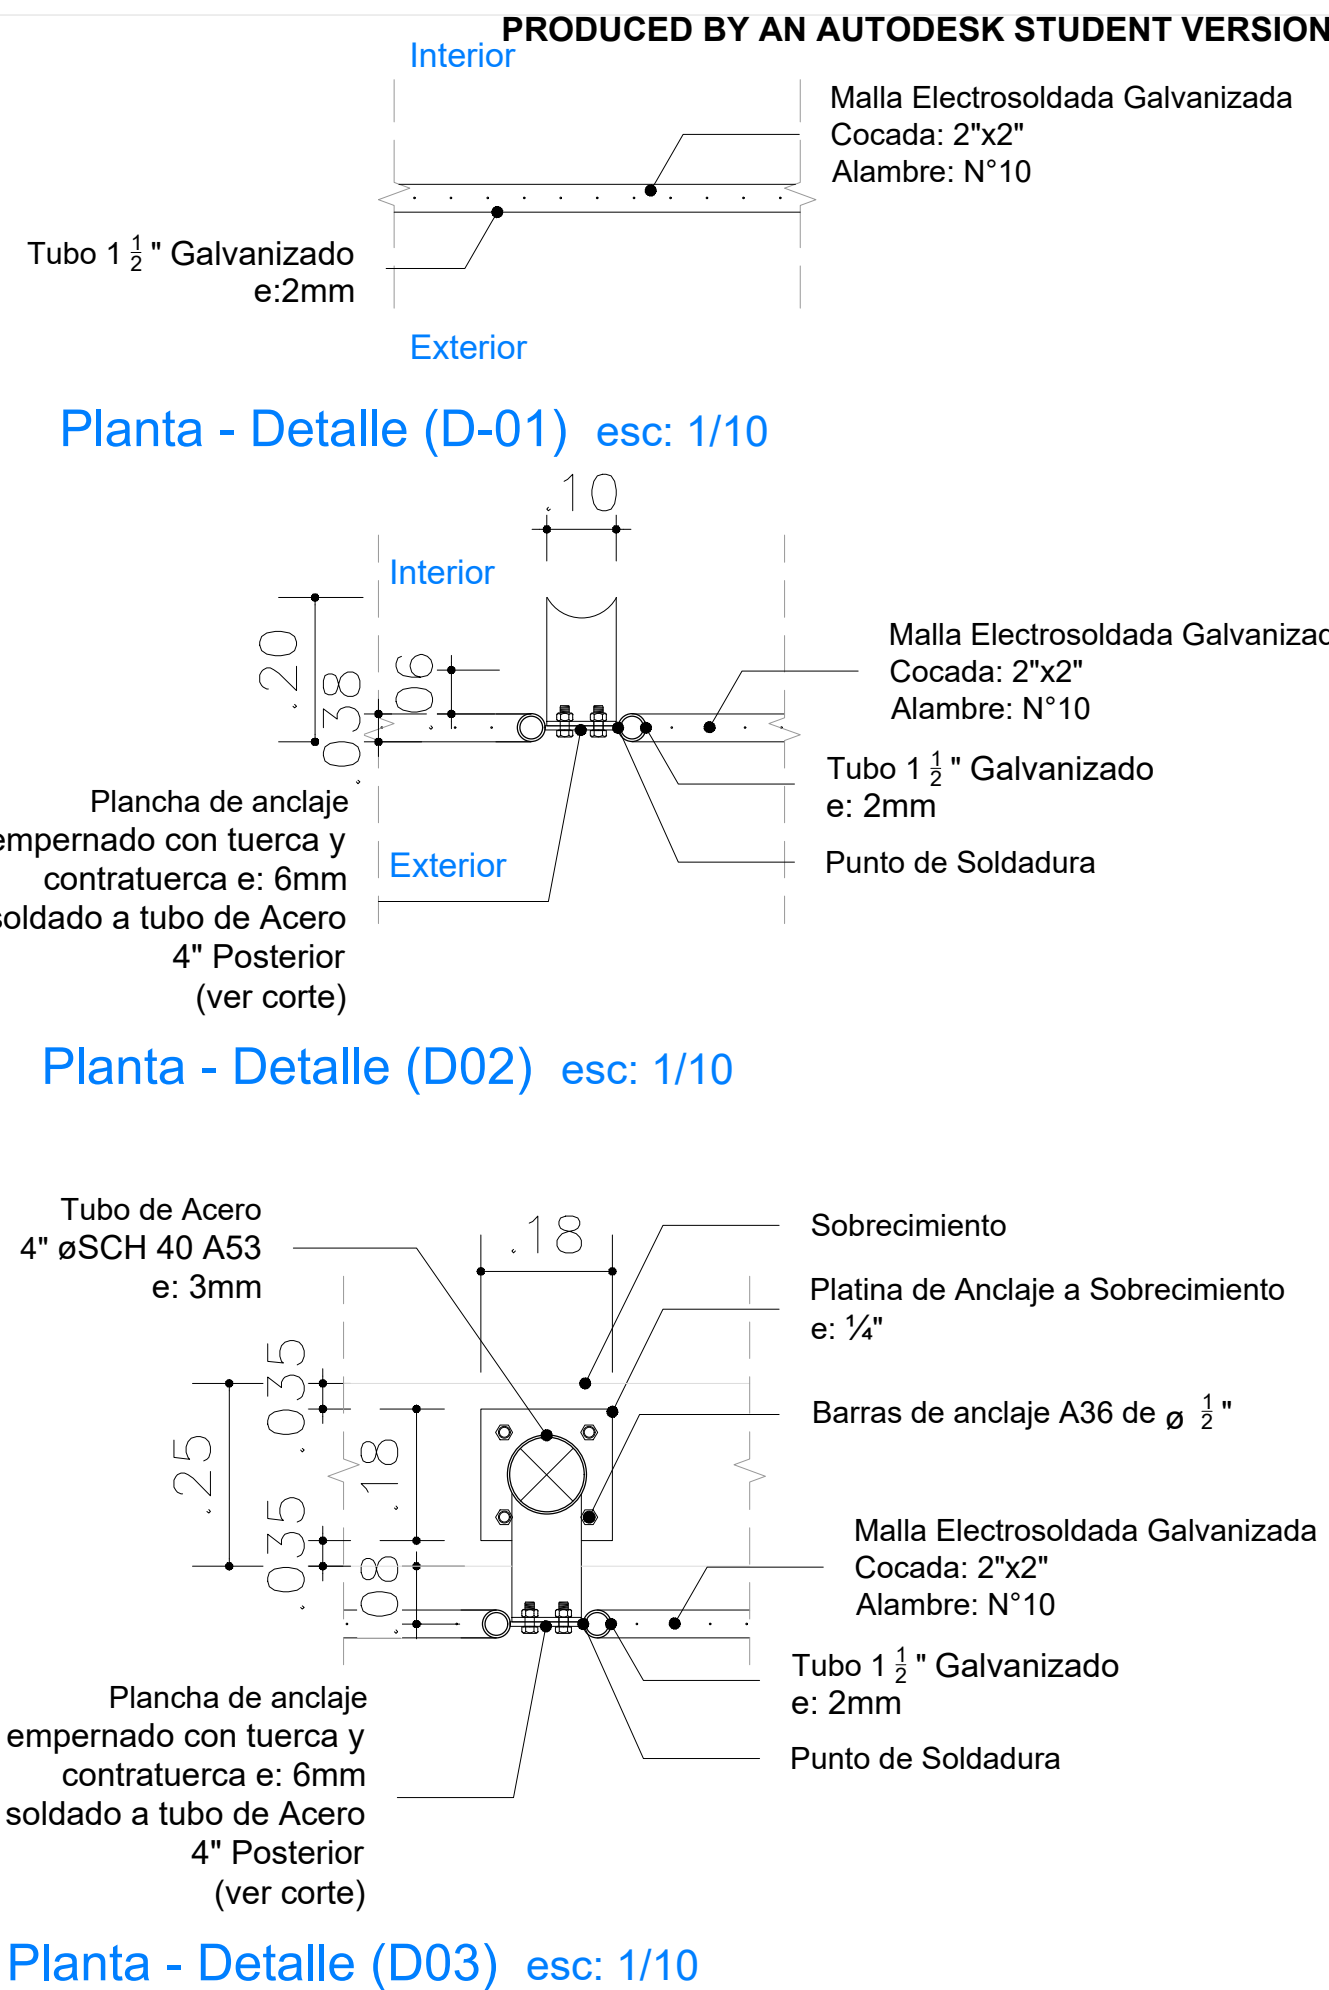 PRODUCED BY AN AUTODESK STUDENT VERSION
Interior
Malla Electrosoldada Galvanizada
Cocada: 2"x2"
Alambre: N°10
Tubo 1 1/2 " Galvanizado
e:2mm
Exterior
Planta - Detalle (D-01) esc: 1/10
.10
Interior
.20
.038
.06
Malla Electrosoldada
Cocada: 2"x2"
Alambre: N°10
Tubo 1 1/2 " Galvanizado
e: 2mm
Punto de Soldadura
Plancha de anclaje
empernado con tuerca y
contratuerca e: 6mm
soldado a tubo de Acero
4" Posterior
(ver corte)
Exterior
Planta - Detalle (D02) esc: 1/10
Tubo de Acero
4" øSCH 40 A53
e: 3mm
.18
Sobrecimiento
Platina de Anclaje a Sobrecimiento
e: ¼"
Barras de anclaje A36 de ø 1/2 "
.035
.25
.18
.035
.08
Malla Electrosoldada Galvanizada
Cocada: 2"x2"
Alambre: N°10
Tubo 1 1/2 " Galvanizado
e: 2mm
Punto de Soldadura
Plancha de anclaje
empernado con tuerca y
contratuerca e: 6mm
soldado a tubo de Acero
4" Posterior
(ver corte)
Planta - Detalle (D03) esc: 1/10